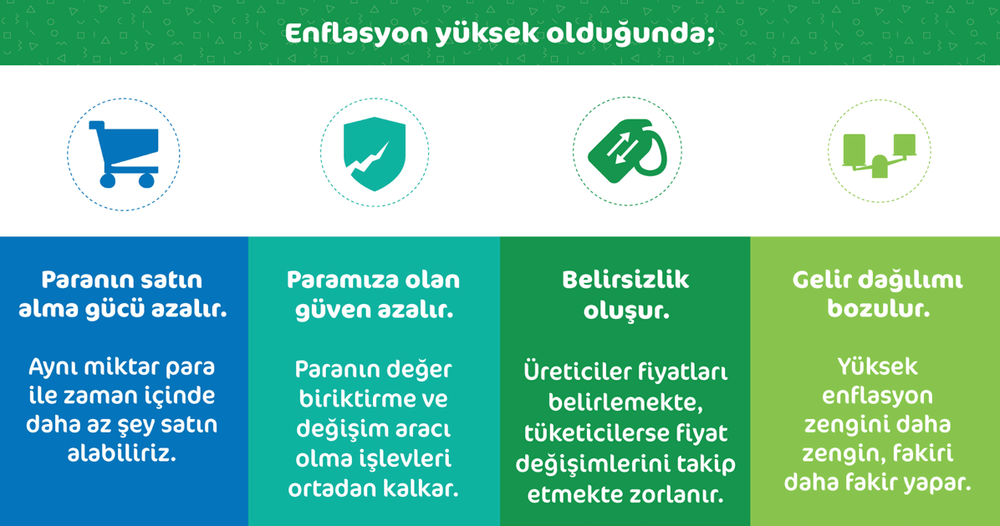 Enflasyon yüksek olduğunda;
Paranın satın
alma gücü azalır.
Aynı miktar para
ile zaman içinde
daha az şey satın
alabiliriz.
Paramıza olan
güven azalır.
Paranın değer
biriktirme ve
değişim aracı
olma işlevleri
ortadan kalkar.
Belirsizlik
oluşur.
Üreticiler fiyatları
belirlemekte,
tüketicilerse fiyat
değişimlerini takip
etmekte zorlanır.
Gelir dağılımı
bozulur.
Yüksek
enflasyon
zengini daha
zengin, fakiri
daha fakir yapar.